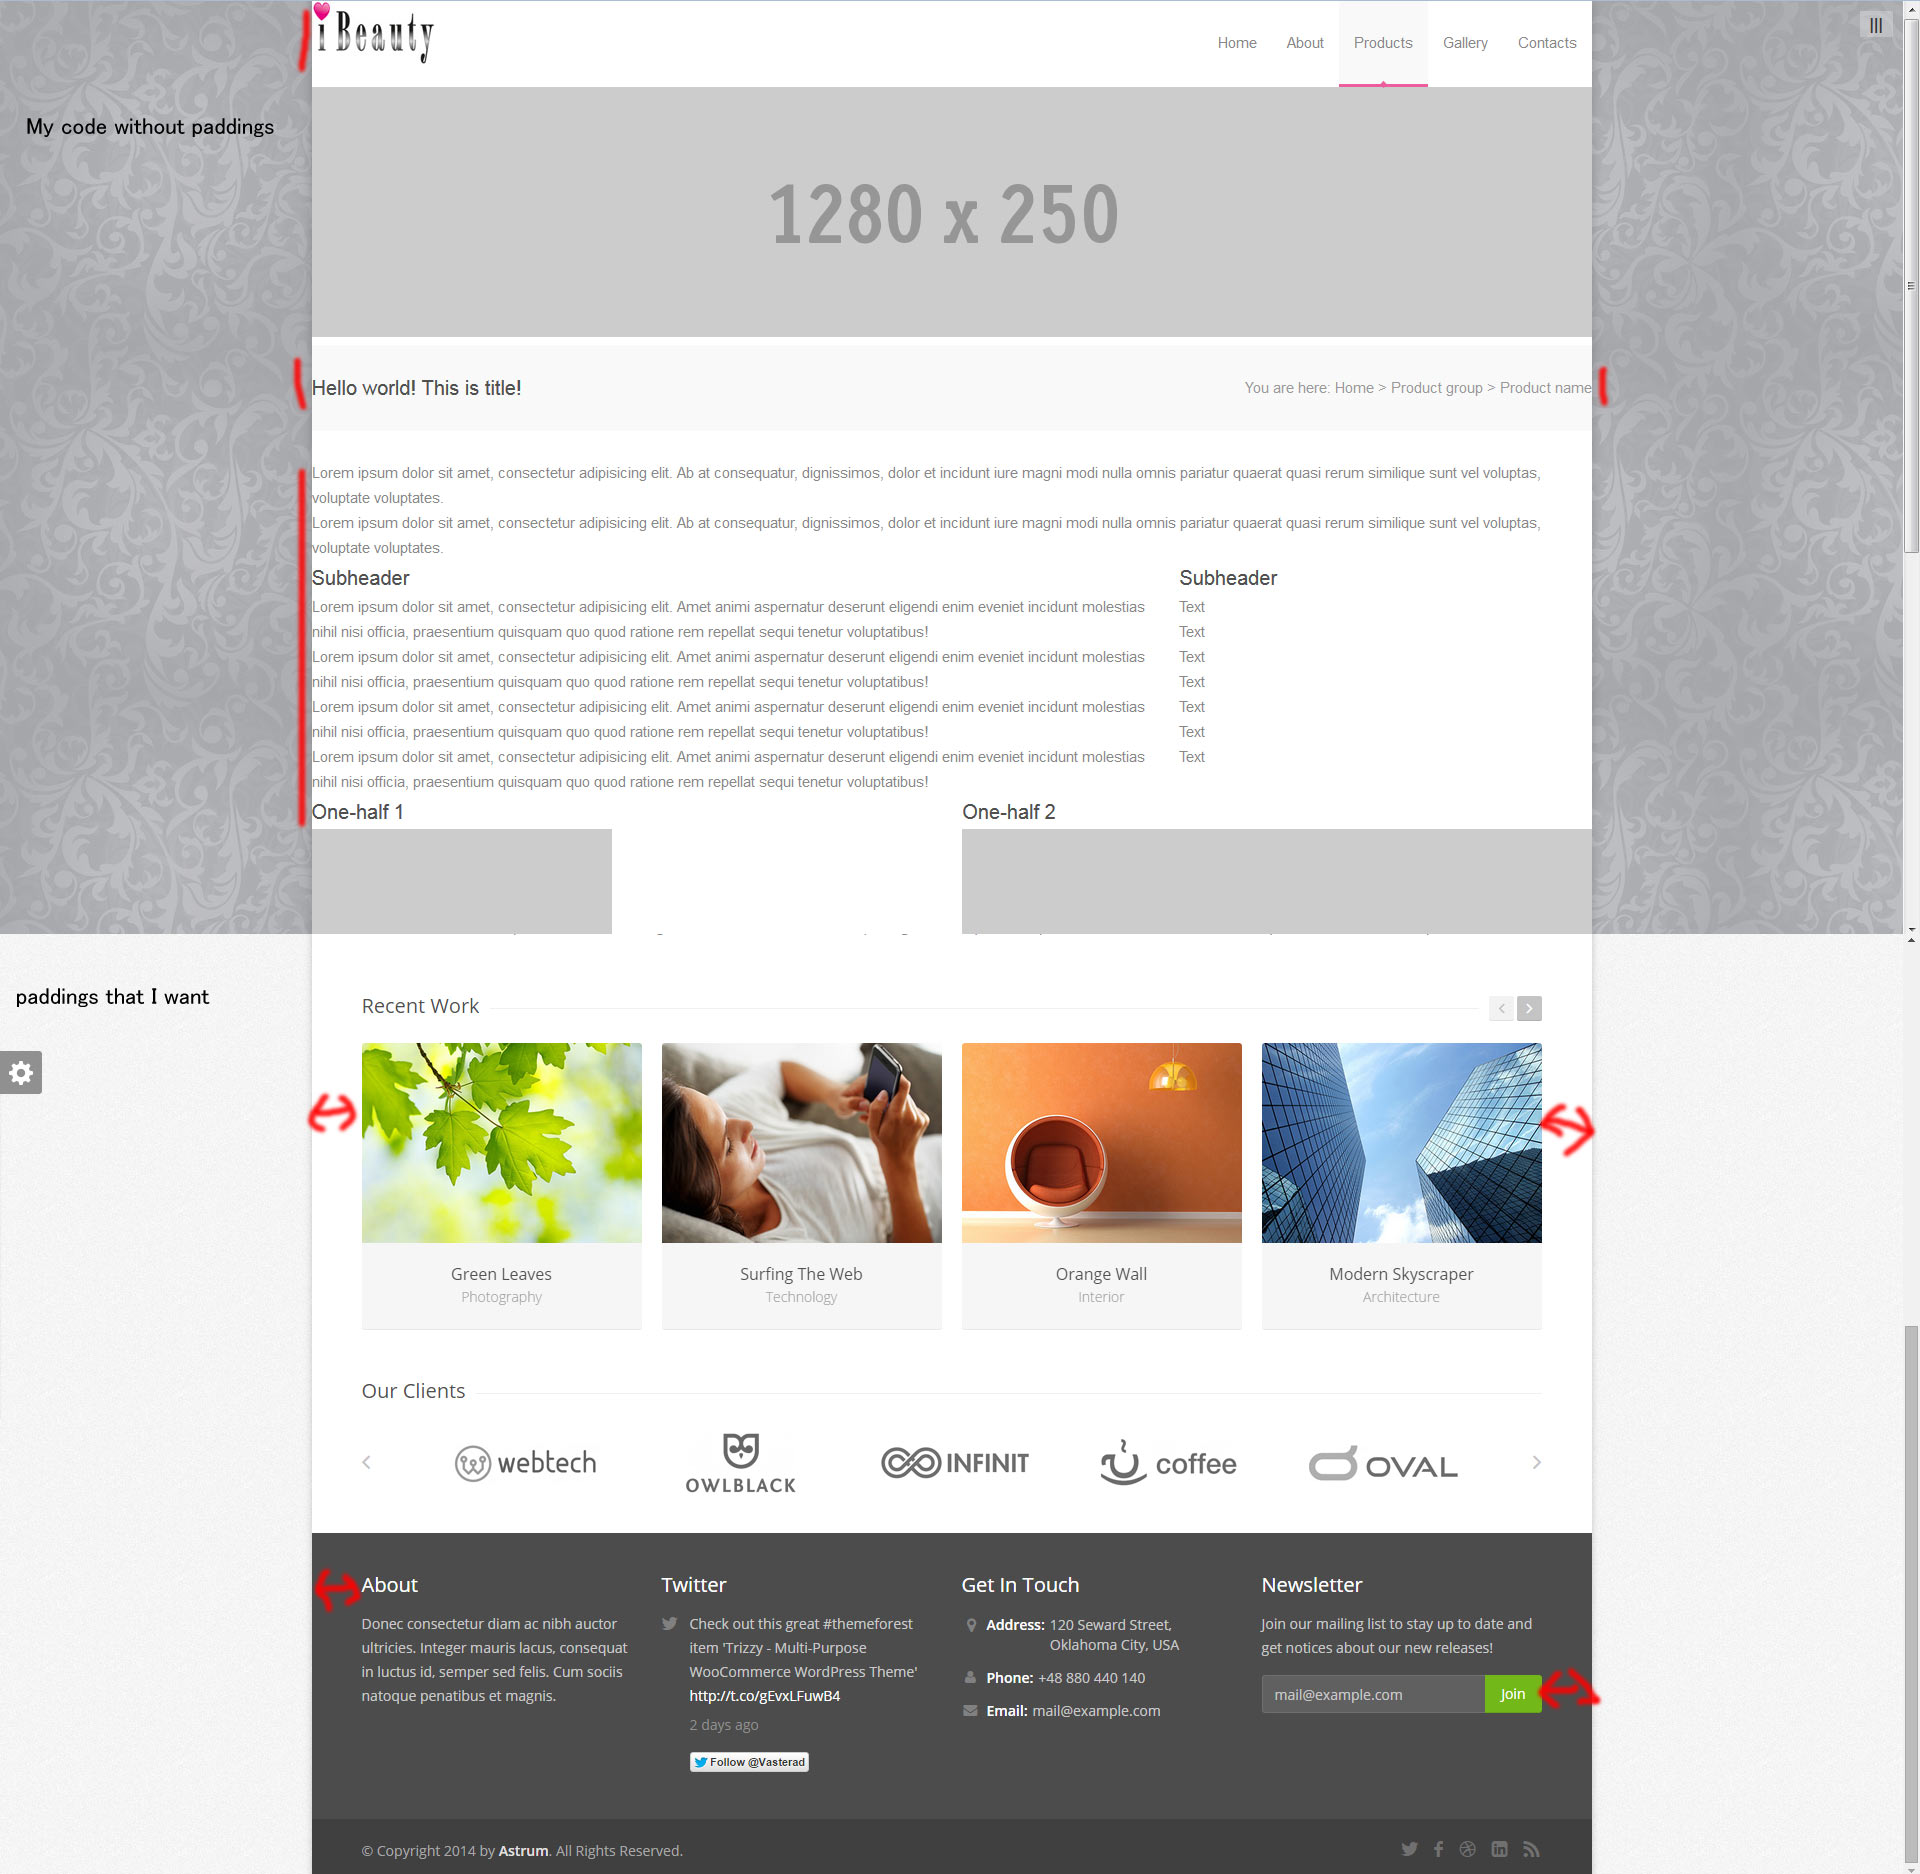 i Beauty
Home About Products Gallery Contacts
My code without paddings
1280 x 250
Hello world! This is title!
You are here: Home > Product group > Product name
Lorem ipsum dolor sit amet, consectetur adipisicing elit. Ab at consequatur, dignissimos, dolor et incidunt iure magni modi nulla omnis pariatur quaerat quasi rerum similique sunt vel voluptas,
voluptate voluptates.
Lorem ipsum dolor sit amet, consectetur adipisicing elit. Ab at consequatur, dignissimos, dolor et incidunt iure magni modi nulla omnis pariatur quaerat quasi rerum similique sunt vel voluptas,
voluptate voluptates.
Subheader
Lorem ipsum dolor sit amet, consectetur adipisicing elit. Amet animi aspernatur deserunt eligendi enim eveniet incidunt molestias
nihil nisi officia, praesentium quisquam quo quod ratione rem repellat sequi tenetur voluptatibus!
Lorem ipsum dolor sit amet, consectetur adipisicing elit. Amet animi aspernatur deserunt eligendi enim eveniet incidunt molestias
nihil nisi officia, praesentium quisquam quo quod ratione rem repellat sequi tenetur voluptatibus!
Lorem ipsum dolor sit amet, consectetur adipisicing elit. Amet animi aspernatur deserunt eligendi enim eveniet incidunt molestias
nihil nisi officia, praesentium quisquam quo quod ratione rem repellat sequi tenetur voluptatibus!
Lorem ipsum dolor sit amet, consectetur adipisicing elit. Amet animi aspernatur deserunt eligendi enim eveniet incidunt molestias
nihil nisi officia, praesentium quisquam quo quod ratione rem repellat sequi tenetur voluptatibus!
Subheader
Text
Text
Text
Text
Text
Text
Text
One-half 1
One-half 2
paddings that I want
Recent Work
Green Leaves
Photography
Surfing The Web
Technology
Orange Wall
Interior
Modern Skyscraper
Architecture
Our Clients
webtech
OWLBLACK
INFINIT
coffee
OVAL
About
Donec consectetur diam ac nibh auctor
ultricies. Integer mauris lacus, consequat
in luctus id, semper sed felis. Cum sociis
natoque penatibus et magnis.
Twitter
Check out this great #themeforest
item 'Trizzy - Multi-Purpose
WooCommerce WordPress Theme'
http://t.co/gEvxLFuwB4
2 days ago
Follow @Vasterad
Get In Touch
Address: 120 Seward Street,
Oklahoma City, USA
Phone: +48 880 440 140
Email: mail@example.com
Newsletter
Join our mailing list to stay up to date and
get notices about our new releases!
mail@example.com Join
© Copyright 2014 by Astrum. All Rights Reserved.